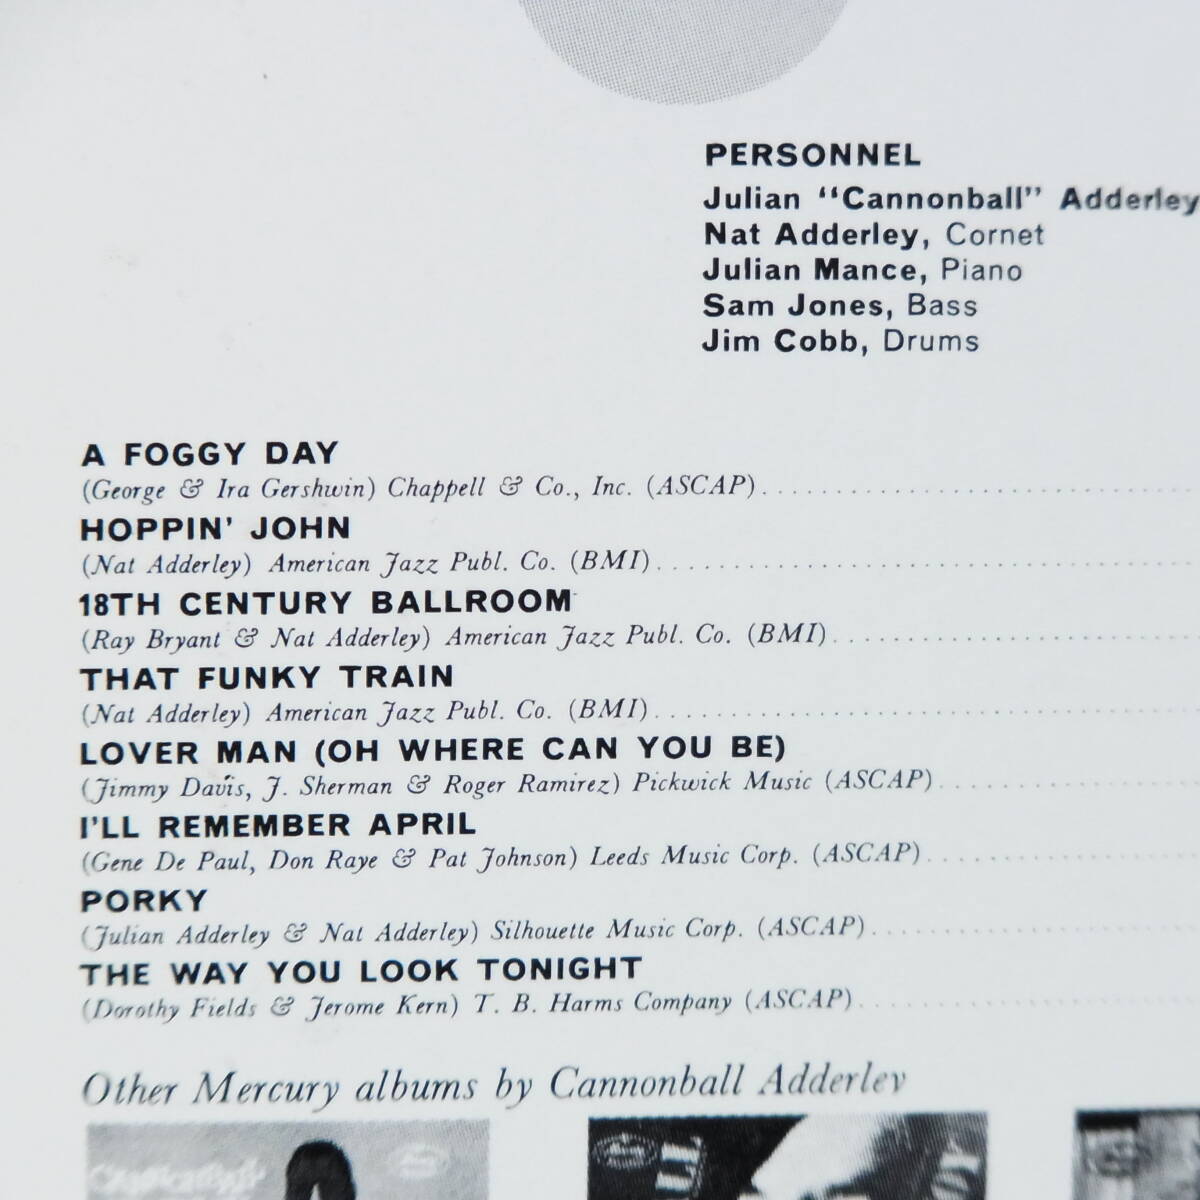 PERSONNEL
Julian “Cannonball” Adderley
Nat Adderley, Cornet
Julian Mance, Piano
Sam Jones, Bass
Jim Cobb, Drums
A FOGGY DAY
(George & Ira Gershwin) Chappell & Co., Inc. (ASCAP)
HOPPIN' JOHN
(Nat Adderley) American Jazz Publ. Co. (BMI)
18TH CENTURY BALLROOM
(Ray Bryant & Nat Adderley) American Jazz Publ. Co. (BMI)
THAT FUNKY TRAIN
(Nat Adderley) American Jazz Publ. Co. (BMI)
LOVER MAN (OH WHERE CAN YOU BE)
(Jimmy Davis, J. Sherman & Roger Ramirez) Pickwick Music (ASCAP)
I'LL REMEMBER APRIL
(Gene De Paul, Don Raye & Pat Johnson) Leeds Music Corp. (ASCAP)
PORKY
(Julian Adderley & Nat Adderley) Silhouette Music Corp. (ASCAP)
THE WAY YOU LOOK TONIGHT
(Dorothy Fields & Jerome Kern) T. B. Harms Company (ASCAP)
Other Mercury albums by Cannonball Adderley